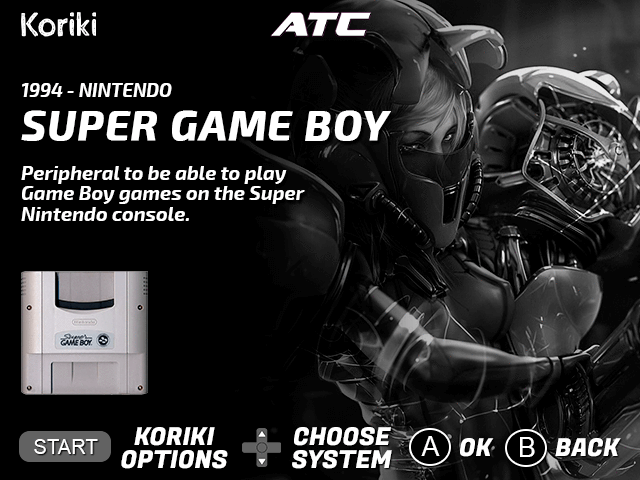 Koriki
ATC
1994 - NINTENDO
SUPER GAME BOY
Peripheral to be able to play
Game Boy games on the Super
Nintendo console.
Super
GAME BOY
START
KORIKI
OPTIONS
CHOOSE
SYSTEM
A
OK
B
BACK